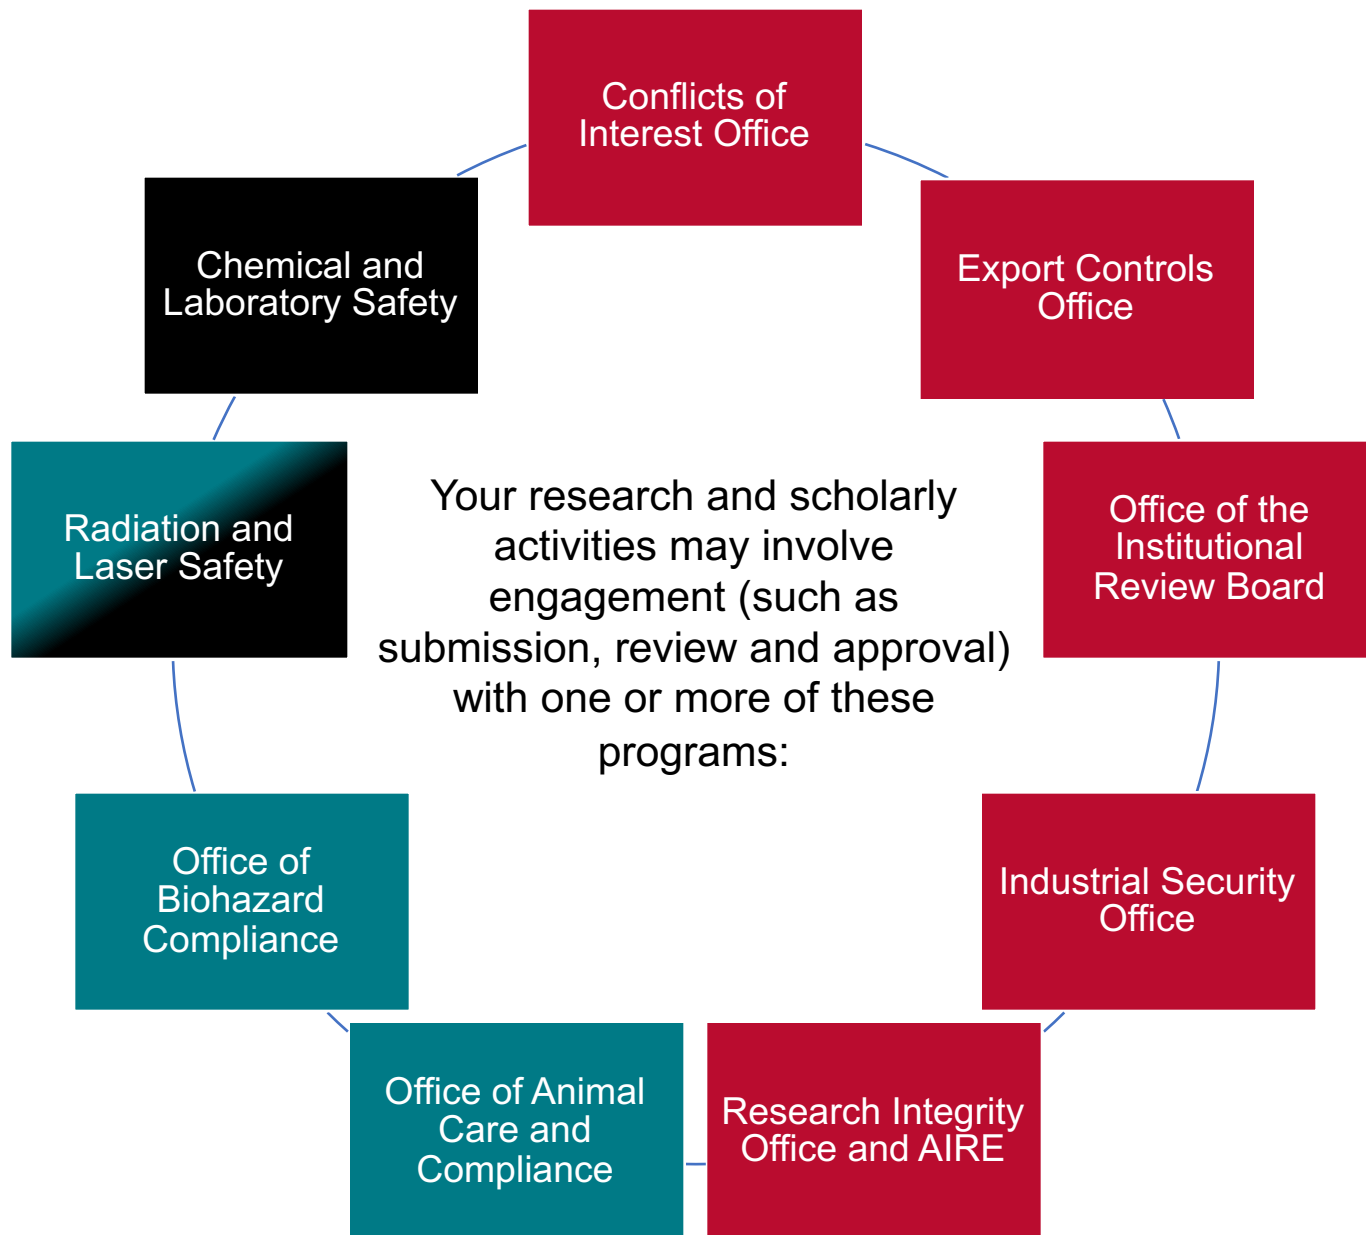 Conflicts of
Interest Office
Export Controls
Office
Office of the
Institutional
Review Board
Industrial Security
Office
Research Integrity
Office and AIRE
Office of Animal
Care and
Compliance
Office of
Biohazard
Compliance
Radiation and
Laser Safety
Chemical and
Laboratory Safety
Your research and scholarly
activities may involve
engagement (such as
submission, review and approval)
with one or more of these
programs: